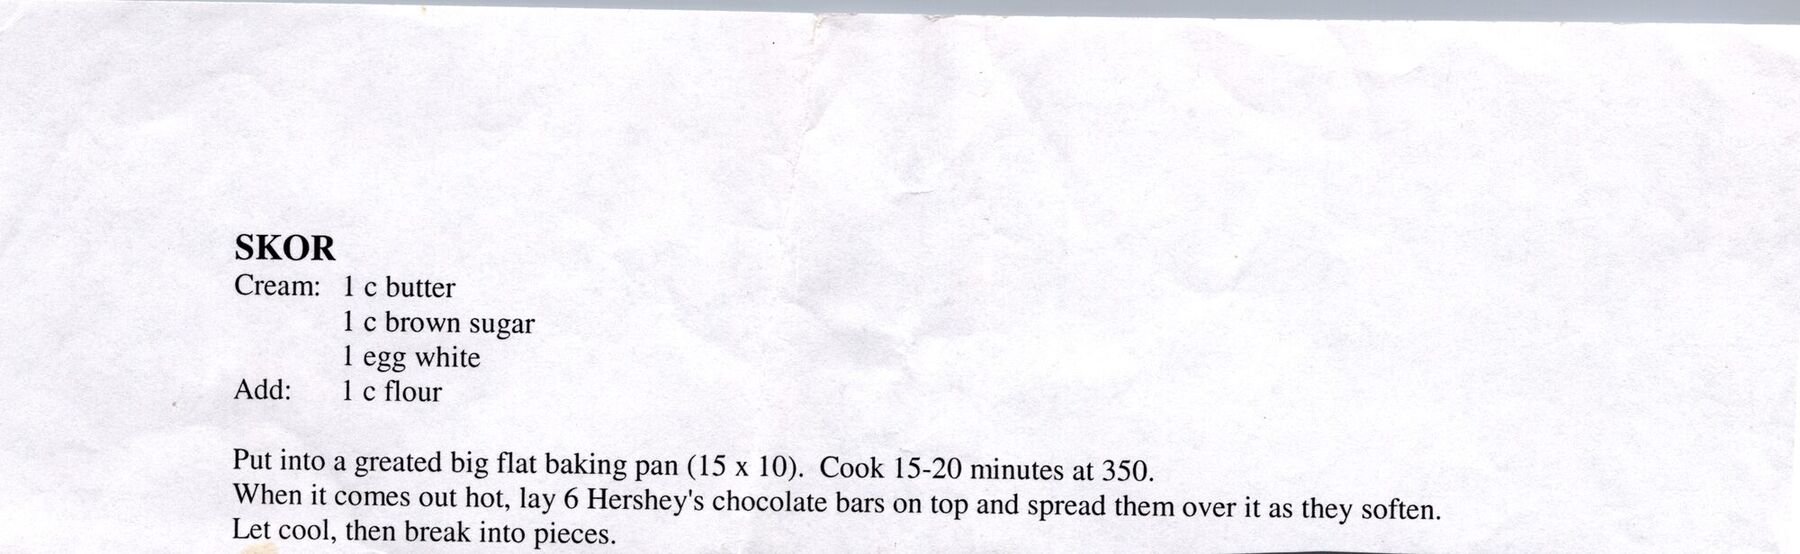 SKOR
Cream: 1 c butter
1 c brown sugar
1 egg white
Add: 1 c flour
Put into a greated big flat baking pan (15 x 10). Cook 15-20 minutes at 350.
When it comes out hot, lay 6 Hershey's chocolate bars on top and spread them over it as they soften.
Let cool, then break into pieces.